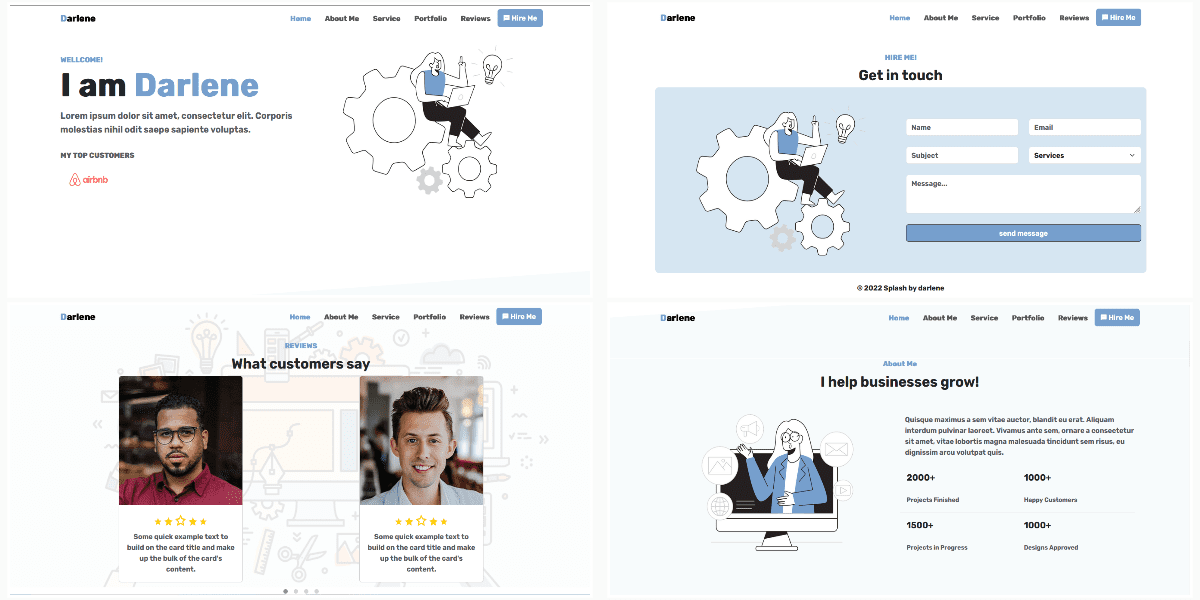 Darlene
Home About Me Service Portfolio Reviews Hire Me
WELLCOME!
I am Darlene
Lorem ipsum dolor sit amet, consectetur elit. Corporis
molestias nihil odit saepe sapiente voluptas.
MY TOP CUSTOMERS
airbnb
Darlene
Home About Me Service Portfolio Reviews Hire Me
HIRE ME!
Get in touch
Name Email
Subject Services
Message...
send message
© 2022 Splash by darlene
Darlene
Home About Me Service Portfolio Reviews Hire Me
REVIEWS
What customers say
Some quick example text to
build on the card title and make
up the bulk of the card's
content.
Some quick example text to
build on the card title and make
up the bulk of the card's
content.
Darlene
Home About Me Service Portfolio Reviews Hire Me
About Me
I help businesses grow!
Quisque maximus a sem vitae auctor, blandit eu erat. Aliquam
interdum pulvinar laoreet. Vivamus ante sem, ornare a consectetur
sit amet, vitae lobortis magna malesuada tincidunt sem risus, eu
dignissim arcu volutpat quis.
2000+ 1000+
Projects Finished Happy Customers
1500+ 1000+
Projects in Progress Designs Approved